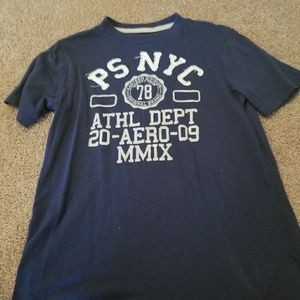 PS NYC
78
ATHL DEPT
20-AERO-09
MMIX